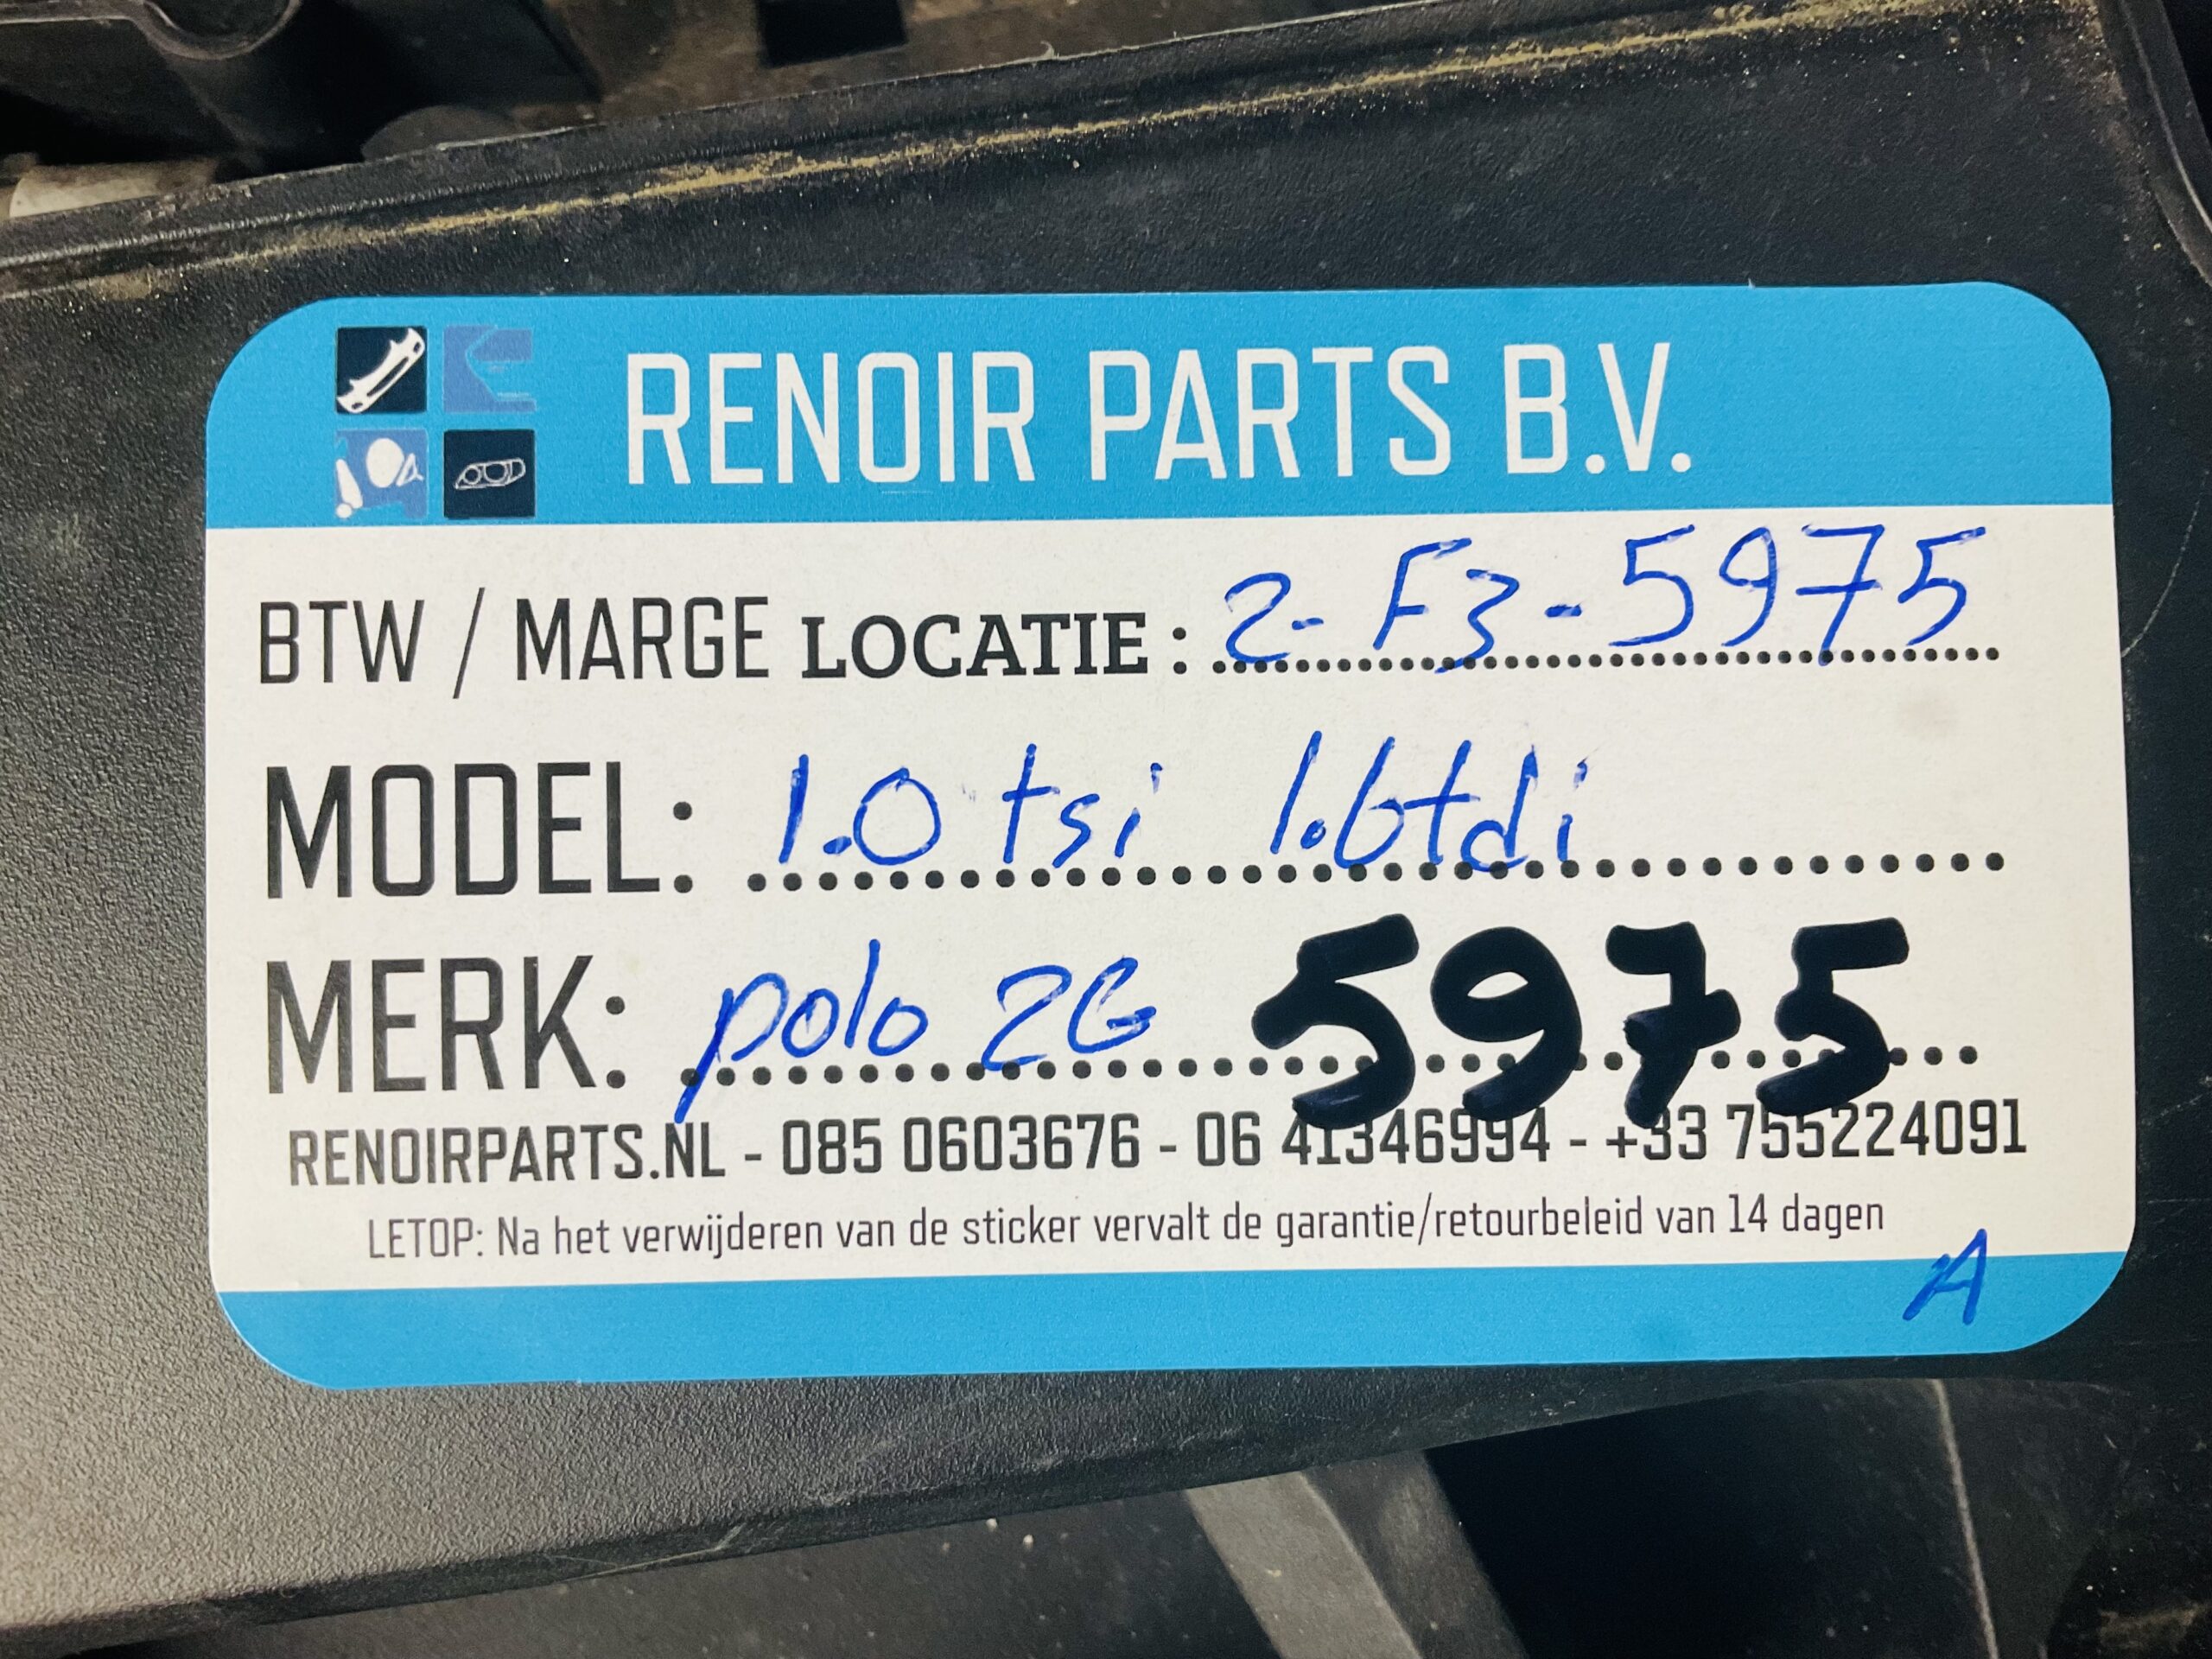 RENOIR PARTS B.V.
BTW / MARGE LOCATIE : 2-F3-5975
MODEL: 1.0 tsi 1.6tdi
MERK: polo 2G 5975
RENOIRPARTS.NL - 085 0603676 - 06 41346994 - +33 755224091
LETOP: Na het verwijderen van de sticker vervalt de garantie/retourbeleid van 14 dagen
A